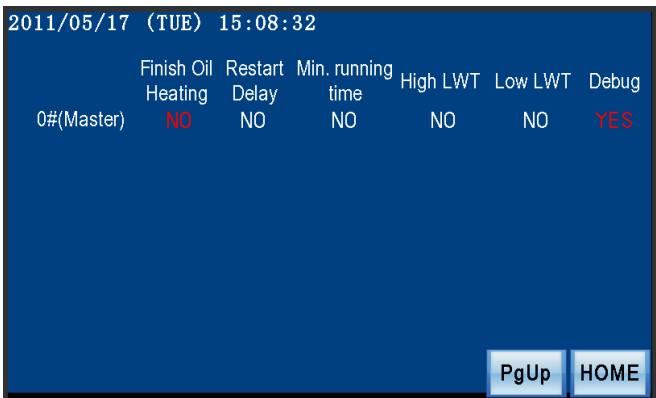 2011/05/17 (TUE) 15:08:32
Finish Oil Restart Min. running High LWT Low LWT Debug
Heating Delay time
0#(Master) NO NO NO NO NO YES
PgUp HOME